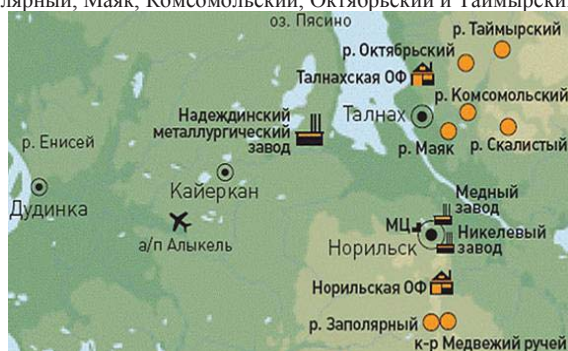 лярный, Маяк, Комсомольский, Октябрьский и Таймырски
оз. Пясино
р. Таймырский
р. Октябрьский
Талнахская ОФ
р. Комсомольский
Надеждинский
металлургический
завод
Талнах
р. Енисей
р. Маяк
р. Скалистый
Кайеркан
Дудинка
а/п Алыкель
Медный
завод
МЦ
Норильск
Никелевый
завод
Норильская ОФ
р. Заполярный
к-р Медвежий ручей